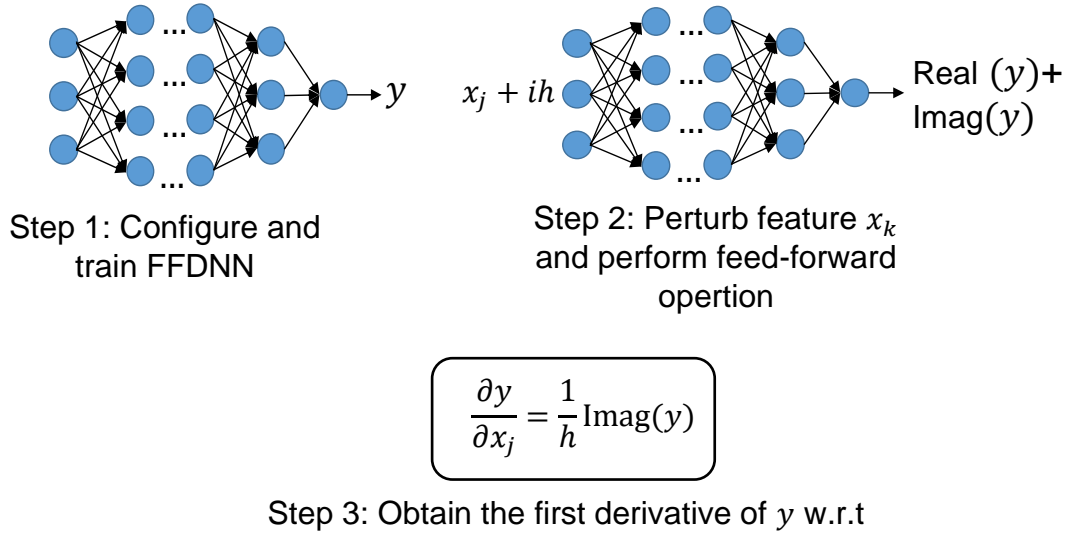 ...
...
y
Step 1: Configure and
train FFDNN
x_j + ih
...
...
Real (y)+
Imag(y)
Step 2: Perturb feature x_k
and perform feed-forward
opertion
∂y/∂x_j = 1/h Imag(y)
Step 3: Obtain the first derivative of y w.r.t